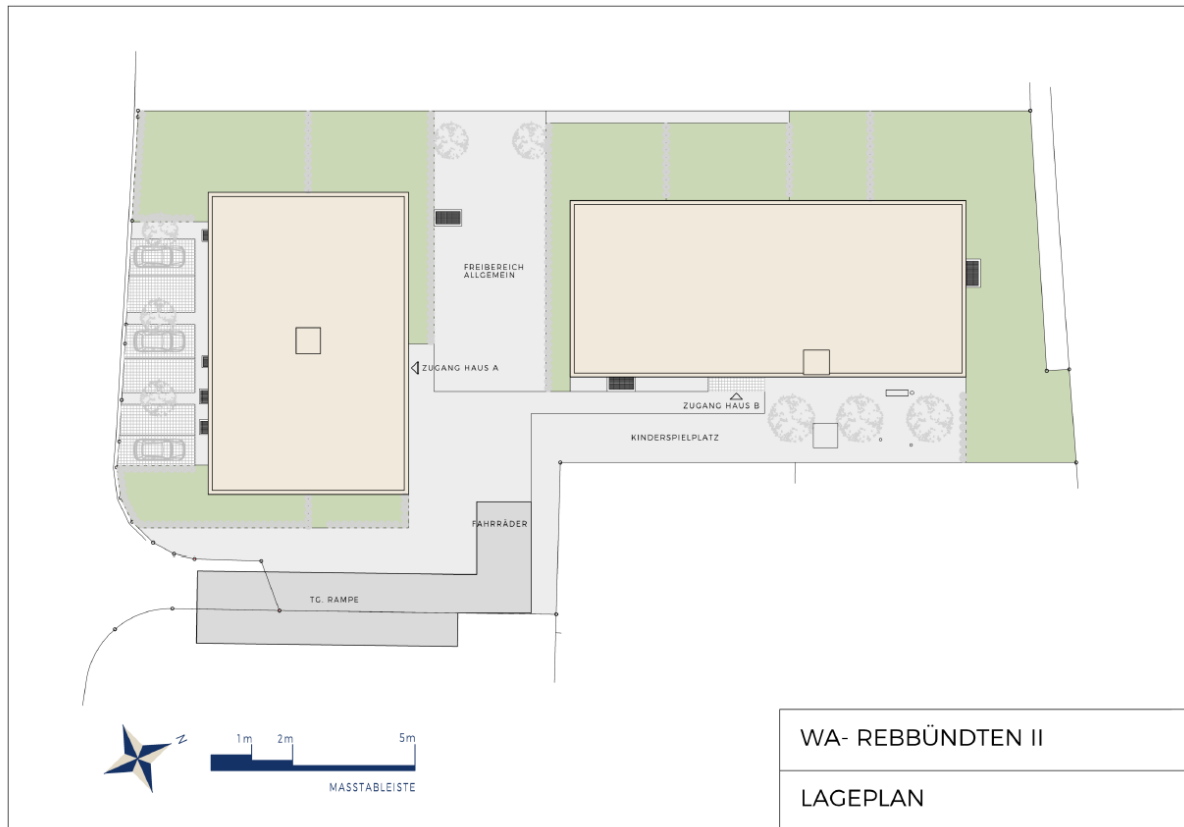 FREIBEREICH
ALLGEMEIN
ZUGANG HAUS A
ZUGANG HAUS B
KINDERSPIELPLATZ
FAHRRÄDER
TG. RAMPE
N
1m 2m 5m
MASSTABLEISTE
WA- REBBÜNDTEN II
LAGEPLAN